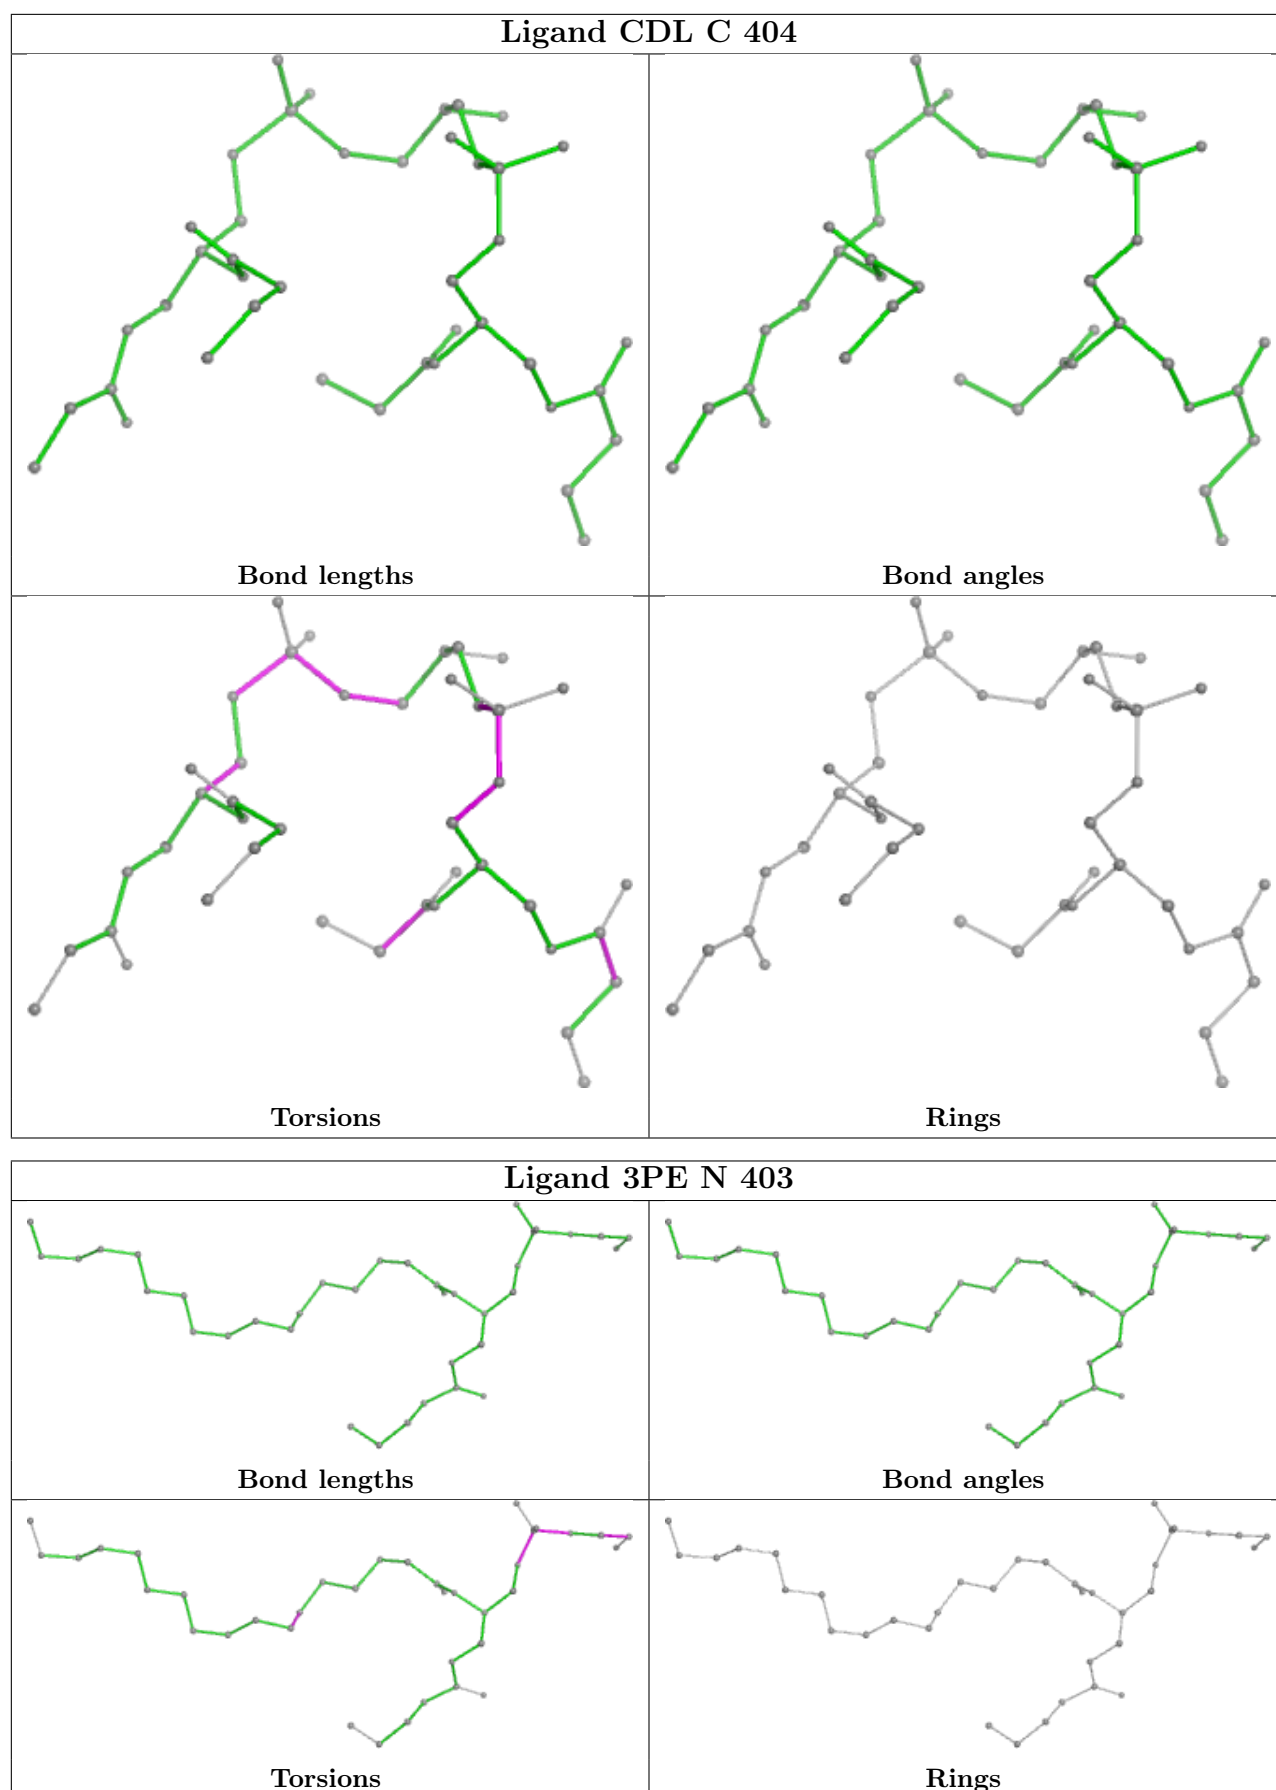 Ligand CDL C 404
Bond lengths
Bond angles
Torsions
Rings
Ligand 3PE N 403
Bond lengths
Bond angles
Torsions
Rings